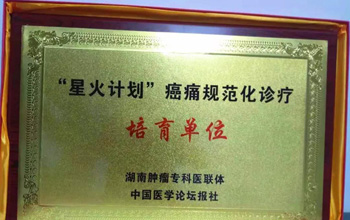 “星火计划”癌痛规范化诊疗
培育单位
湖南肿瘤专科医联体
中国医学论坛报社